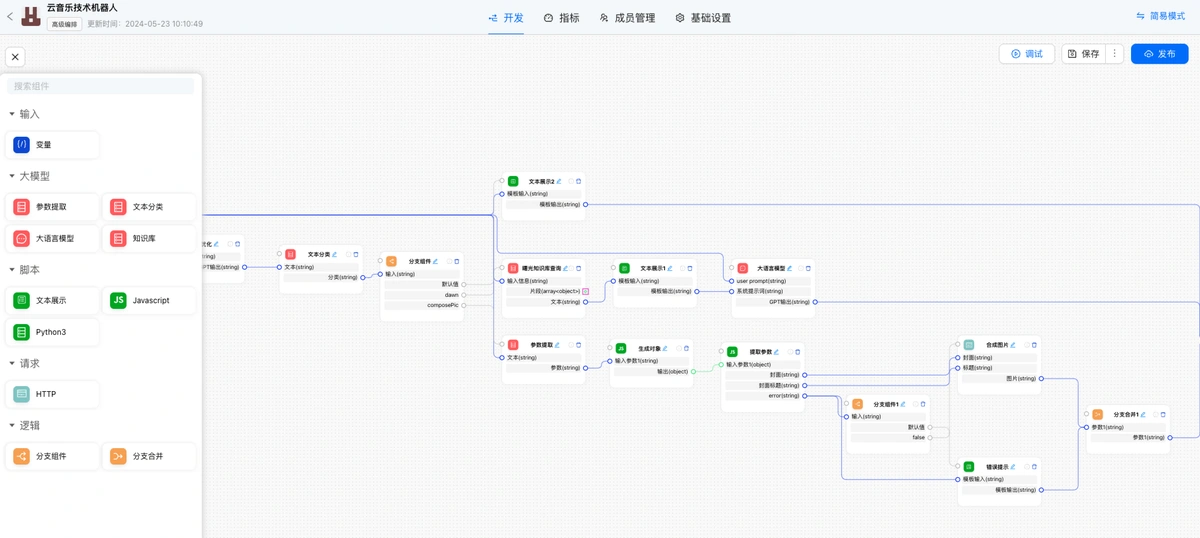 云音乐技术机器人
高级编排 更新时间：2024-05-23 10:10:49
开发 指标 成员管理 基础设置
简易模式
调试 保存 发布
搜索组件
输入
变量
大模型
参数提取 文本分类
大语言模型 知识库
脚本
文本展示 Javascript
Python3
请求
HTTP
逻辑
分支组件 分支合并
文本分类
文本(string)
分类(string)
分支组件
输入(string)
默认值
dawn
composePic
文本展示2
模板输入(string)
模板输出(string)
曙光知识库查询
输入信息(string)
片段(array<object>)
文本(string)
文本展示1
模板输入(string)
模板输出(string)
大语言模型
user prompt(string)
系统提示词(string)
GPT输出(string)
参数提取
文本(string)
参数(string)
生成对象
输入参数1(string)
输出(object)
提取参数
输入参数1(object)
封面(string)
封面标题(string)
error(string)
分支组件1
输入(string)
默认值
false
合成图片
封面(string)
标题(string)
图片(string)
错误提示
模板输入(string)
模板输出(string)
分支合并1
参数1(string)
参数1(string)